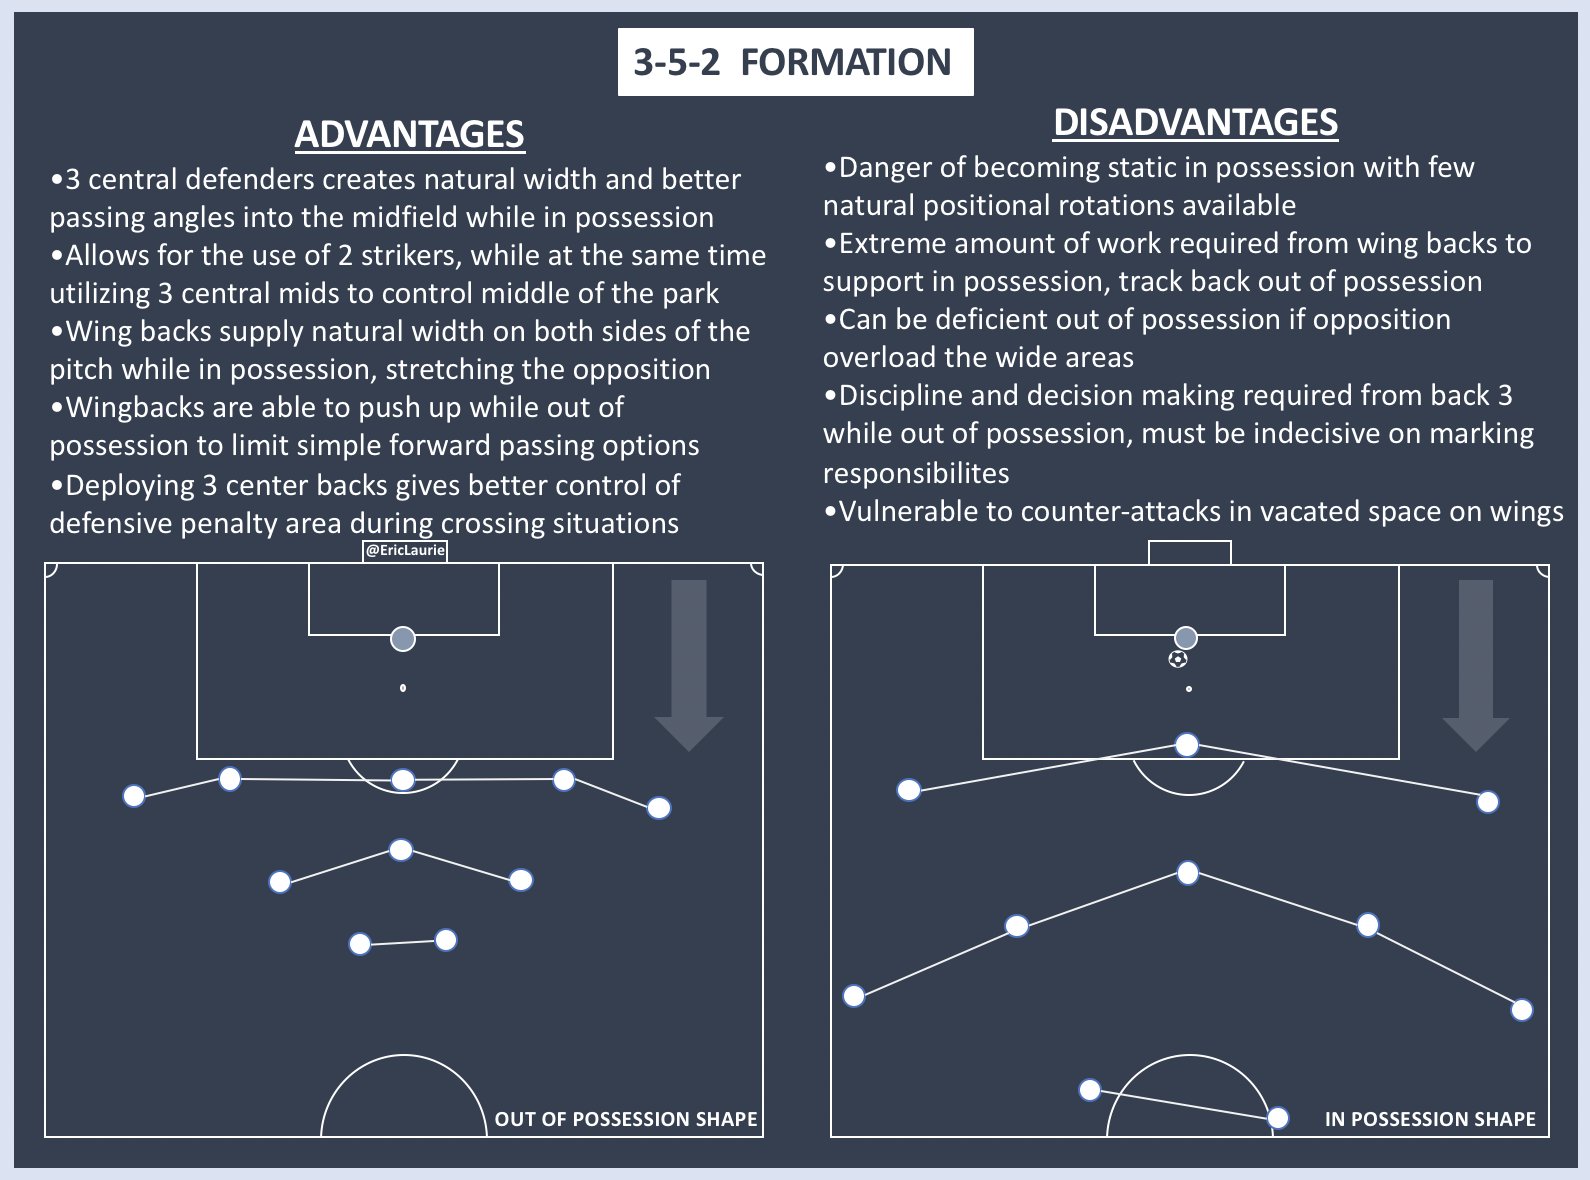 3-5-2 FORMATION
ADVANTAGES
•3 central defenders creates natural width and better
passing angles into the midfield while in possession
•Allows for the use of 2 strikers, while at the same time
utilizing 3 central mids to control middle of the park
•Wing backs supply natural width on both sides of the
pitch while in possession, stretching the opposition
•Wingbacks are able to push up while out of
possession to limit simple forward passing options
•Deploying 3 center backs gives better control of
defensive penalty area during crossing situations
DISADVANTAGES
•Danger of becoming static in possession with few
natural positional rotations available
•Extreme amount of work required from wing backs to
support in possession, track back out of possession
•Can be deficient out of possession if opposition
overload the wide areas
•Discipline and decision making required from back 3
while out of possession, must be indecisive on marking
responsibilites
•Vulnerable to counter-attacks in vacated space on wings
@EricLaurie
OUT OF POSSESSION SHAPE
IN POSSESSION SHAPE